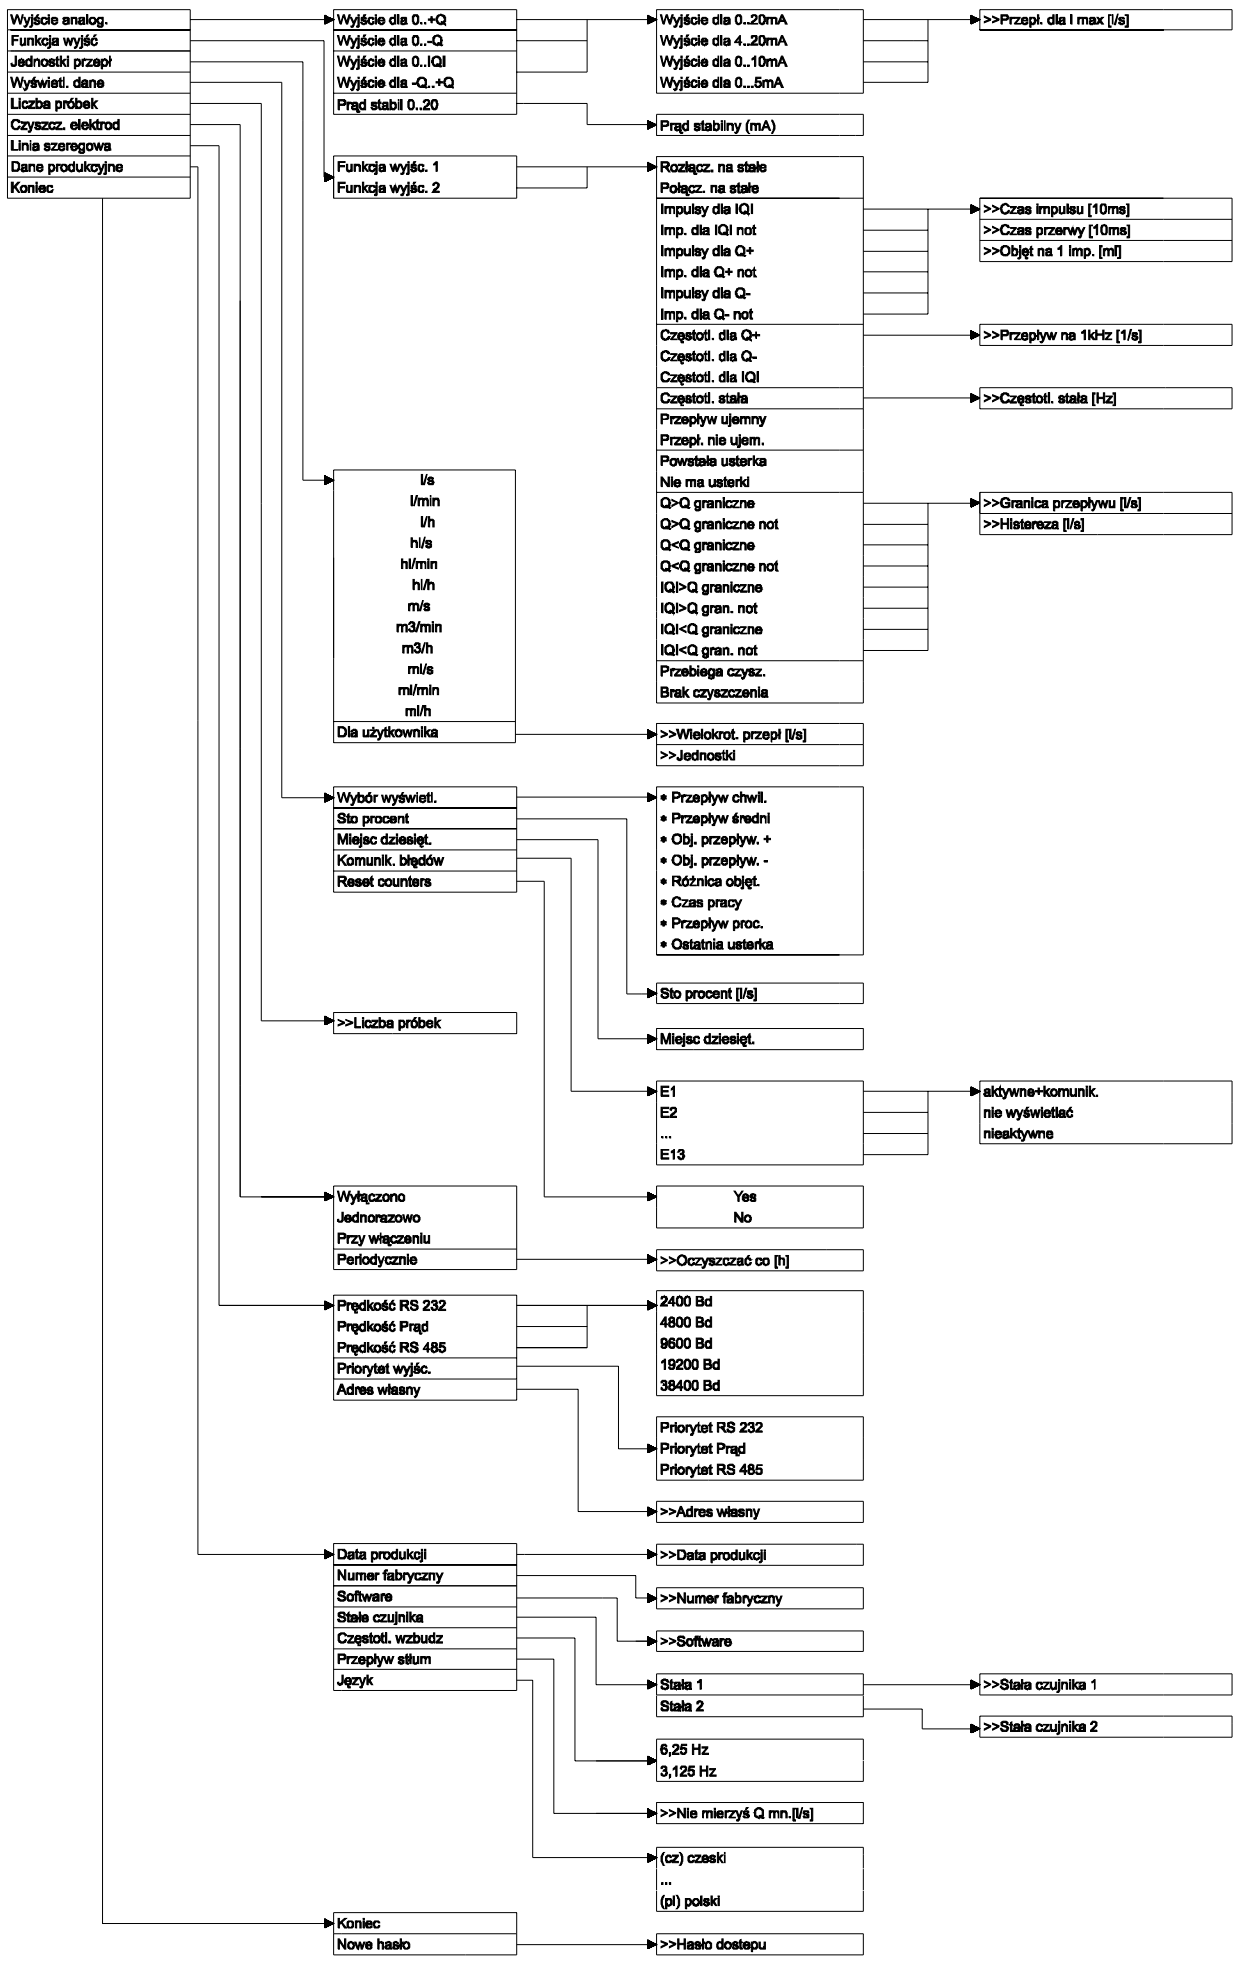 Wyjście analog.
Funkcja wyjść
Jednostki przepł
Wyświetl. dane
Liczba próbek
Czyszcz. elektrod
Linia szeregowa
Dane produkcyjne
Koniec
Wyjście dla 0..+Q
Wyjście dla 0..-Q
Wyjście dla 0..IQI
Wyjście dla -Q..+Q
Prąd stabil 0..20
Wyjście dla 0..20mA
Wyjście dla 4..20mA
Wyjście dla 0..10mA
Wyjście dla 0...5mA
>>Przepł. dla I max [l/s]
Prąd stabilny (mA)
Funkcja wyjśc. 1
Funkcja wyjśc. 2
Rozłącz. na stałe
Połącz. na stałe
Impulsy dla IQI
Imp. dla IQI not
Impulsy dla Q+
Imp. dla Q+ not
Impulsy dla Q-
Imp. dla Q- not
Częstotl. dla Q+
Częstotl. dla Q-
Częstotl. dla IQI
Częstotl. stała
Przepływ ujemny
Przepł. nie ujem.
Powstała usterka
Nie ma usterki
Q>Q graniczne
Q>Q graniczne not
Q<Q graniczne
Q<Q graniczne not
IQI>Q graniczne
IQI>Q gran. not
IQI<Q graniczne
IQI<Q gran. not
Przebiega czysz.
Brak czyszczenia
>>Czas impulsu [10ms]
>>Czas przerwy [10ms]
>>Objęt na 1 imp. [ml]
>>Przepływ na 1kHz [1/s]
>>Częstotl. stała [Hz]
>>Granica przepływu [l/s]
>>Histereza [l/s]
l/s
l/min
l/h
hl/s
hl/min
hl/h
m/s
m3/min
m3/h
ml/s
ml/min
ml/h
Dla użytkownika
>>Wielokrot. przepł [l/s]
>>Jednostki
Wybór wyświetl.
Sto procent
Miejsc dziesięt.
Komunik. błędów
Reset counters
* Przepływ chwil.
* Przepływ średni
* Obj. przepływ. +
* Obj. przepływ. -
* Różnica objęt.
* Czas pracy
* Przepływ proc.
* Ostatnia usterka
Sto procent [l/s]
>>Liczba próbek
Miejsc dziesięt.
E1
E2
...
E13
aktywne+komunik.
nie wyświetlać
nieaktywne
Wyłączono
Jednorazowo
Przy włączeniu
Periodycznie
Yes
No
>>Oczyszczać co [h]
Prędkość RS 232
Prędkość Prąd
Prędkość RS 485
Priorytet wyjśc.
Adres własny
2400 Bd
4800 Bd
9600 Bd
19200 Bd
38400 Bd
Priorytet RS 232
Priorytet Prąd
Priorytet RS 485
>>Adres własny
Data produkcji
Numer fabryczny
Software
Stałe czujnika
Częstotl. wzbudz
Przepływ stłum
Język
>>Data produkcji
>>Numer fabryczny
>>Software
Stała 1
Stała 2
>>Stała czujnika 1
>>Stała czujnika 2
6,25 Hz
3,125 Hz
>>Nie mierzyś Q mn.[l/s]
(cz) czeski
...
(pl) polski
Koniec
Nowe hasło
>>Hasło dostepu